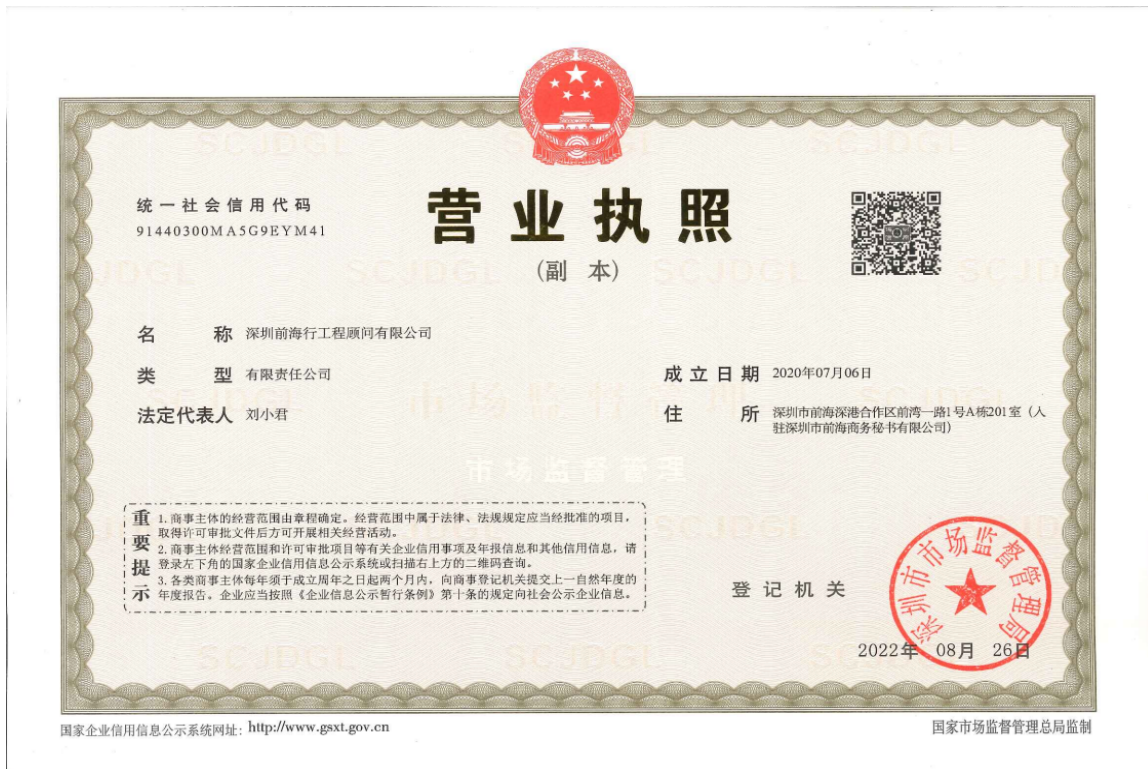 统一社会信用代码
91440300MA5G9EYM41
营业执照
(副 本)
名 称 深圳前海行工程顾问有限公司
类 型 有限责任公司
法定代表人 刘小君
成立日期 2020年07月06日
住 所 深圳市前海深港合作区前湾一路1号A栋201室（入
驻深圳市前海商务秘书有限公司）
市场监督管理
重要提示
1. 商事主体的经营范围由章程确定。经营范围中属于法律、法规规定应当经批准的项目，
取得许可审批文件后方可开展相关经营活动。
2. 商事主体经营范围和许可审批项目等有关企业信用事项及年报信息和其他信用信息，请
登录左下角的国家企业信用信息公示系统或扫描右上方的二维码查询。
3. 各类商事主体每年须于成立周年之日起两个月内，向商事登记机关提交上一自然年度的
年度报告。企业应当按照《企业信息公示暂行条例》第十条的规定向社会公示企业信息。
登记机关
深圳市市场监督管理局
2022年 08月 26日
国家企业信用信息公示系统网址：http://www.gsxt.gov.cn
国家市场监督管理总局监制
SCJDGL